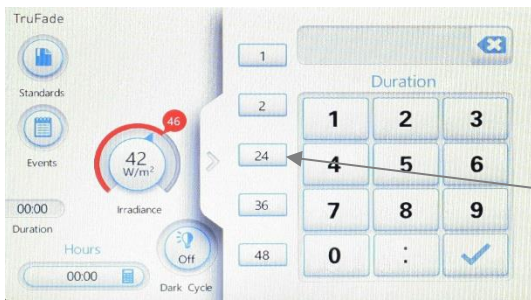 TruFade
Standards
Events
00:00
Duration
Hours
00:00
46
42
W/m²
Irradiance
Off
Dark Cycle
1
2
24
36
48
Duration
1 2 3
4 5 6
7 8 9
0 :